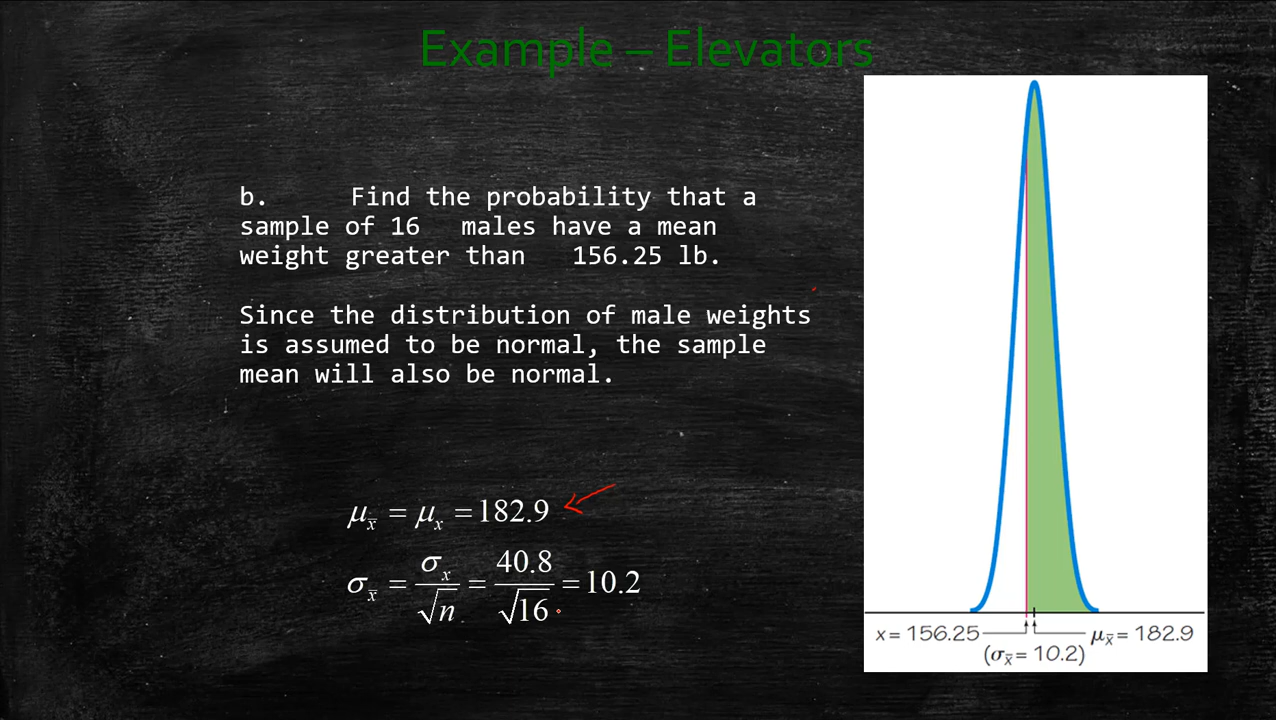 Example – Elevators
b. Find the probability that a
sample of 16 males have a mean
weight greater than 156.25 lb.
Since the distribution of male weights
is assumed to be normal, the sample
mean will also be normal.
μx̄ = μx = 182.9
σx̄ = σx/√n = 40.8/√16 = 10.2
x = 156.25
μx̄ = 182.9
(σx̄ = 10.2)